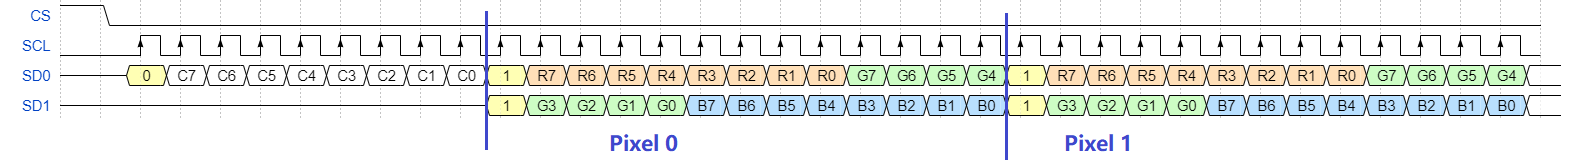 CS
SCL
SD0 0 C7 C6 C5 C4 C3 C2 C1 C0 1 R7 R6 R5 R4 R3 R2 R1 R0 G7 G6 G5 G4 1 R7 R6 R5 R4 R3 R2 R1 R0 G7 G6 G5 G4
SD1 1 G3 G2 G1 G0 B7 B6 B5 B4 B3 B2 B1 B0 1 G3 G2 G1 G0 B7 B6 B5 B4 B3 B2 B1 B0
Pixel 0 Pixel 1